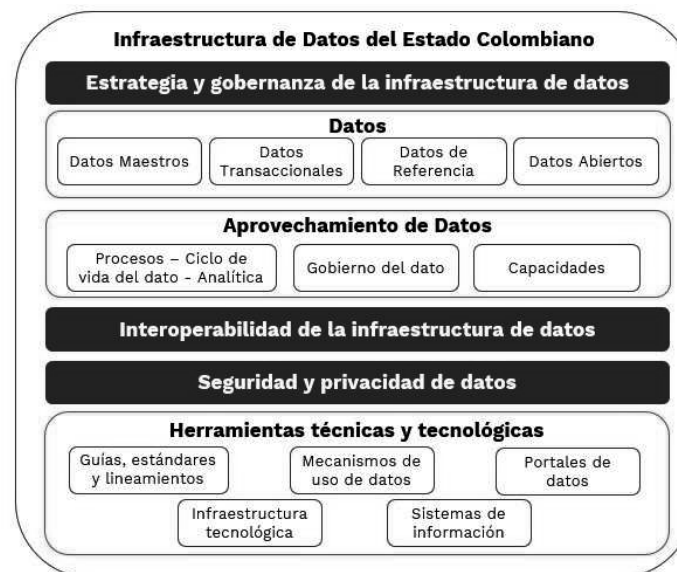 Infraestructura de Datos del Estado Colombiano
Estrategia y gobernanza de la infraestructura de datos
Datos
Datos Maestros
Datos
Transaccionales
Datos de
Referencia
Datos Abiertos
Aprovechamiento de Datos
Procesos – Ciclo de
vida del dato - Analítica
Gobierno del dato
Capacidades
Interoperabilidad de la infraestructura de datos
Seguridad y privacidad de datos
Herramientas técnicas y tecnológicas
Guías, estándares
y lineamientos
Mecanismos de
uso de datos
Portales de
datos
Infraestructura
tecnológica
Sistemas de
información